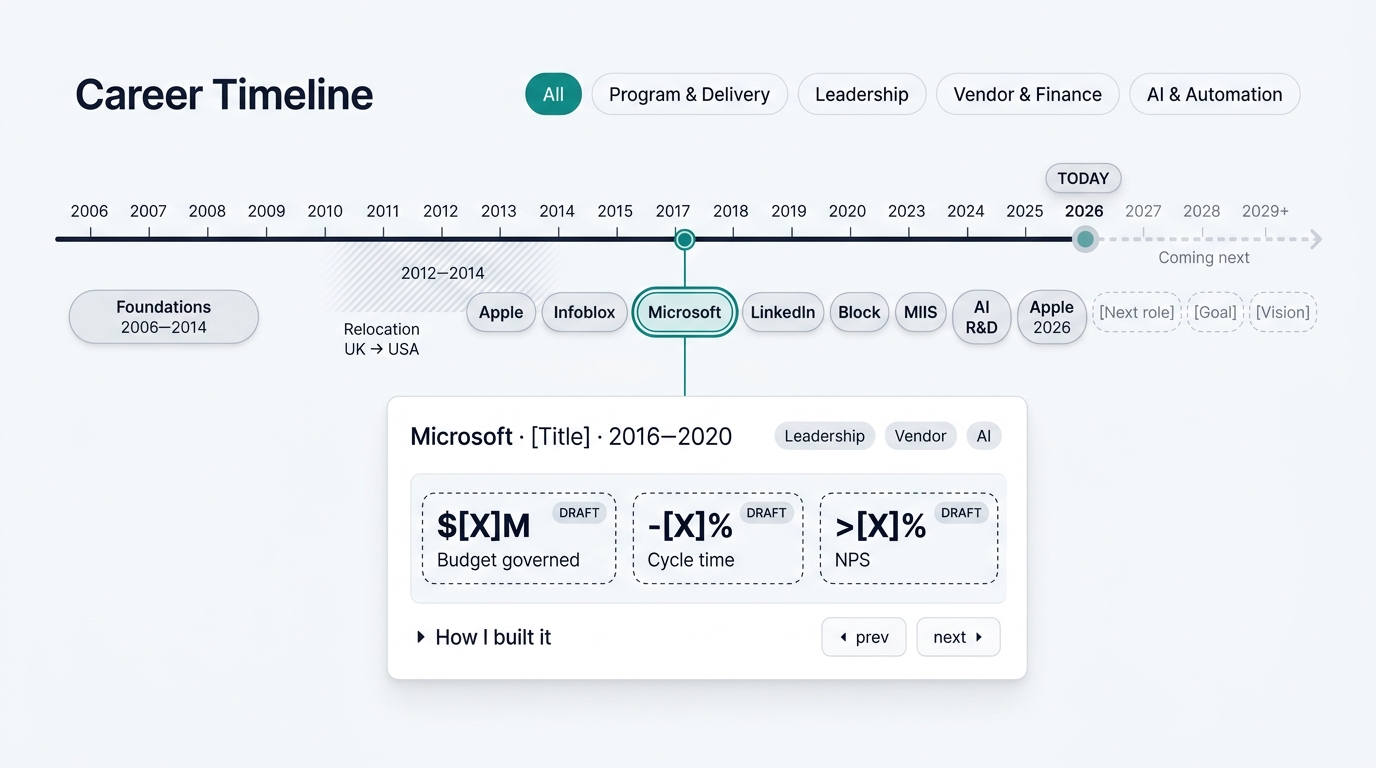 Career Timeline
All
Program & Delivery
Leadership
Vendor & Finance
AI & Automation
TODAY
2006 2007 2008 2009 2010 2011 2012 2013 2014 2015 2017 2018 2019 2020 2023 2024 2025 2026 2027 2028 2029+
Coming next
2012–2014
Relocation
UK → USA
Foundations
2006–2014
Apple
Infoblox
Microsoft
LinkedIn
Block
MIIS
AI
R&D
Apple
2026
[Next role]
[Goal]
[Vision]
Microsoft · [Title] · 2016–2020
Leadership
Vendor
AI
$[X]M
DRAFT
Budget governed
-[X]%
DRAFT
Cycle time
>[X]%
DRAFT
NPS
How I built it
prev
next